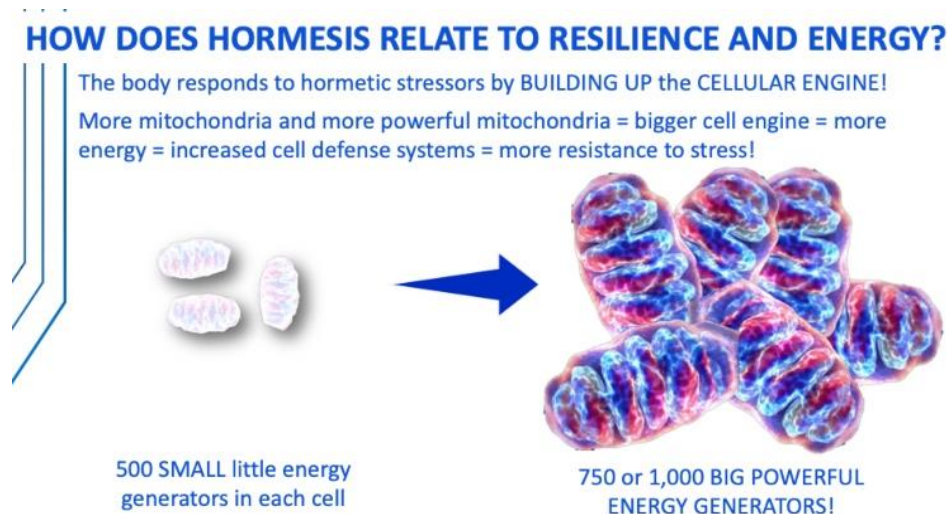 HOW DOES HORMESIS RELATE TO RESILIENCE AND ENERGY?
The body responds to hormetic stressors by BUILDING UP the CELLULAR ENGINE!
More mitochondria and more powerful mitochondria = bigger cell engine = more
energy = increased cell defense systems = more resistance to stress!
500 SMALL little energy
generators in each cell
750 or 1,000 BIG POWERFUL
ENERGY GENERATORS!